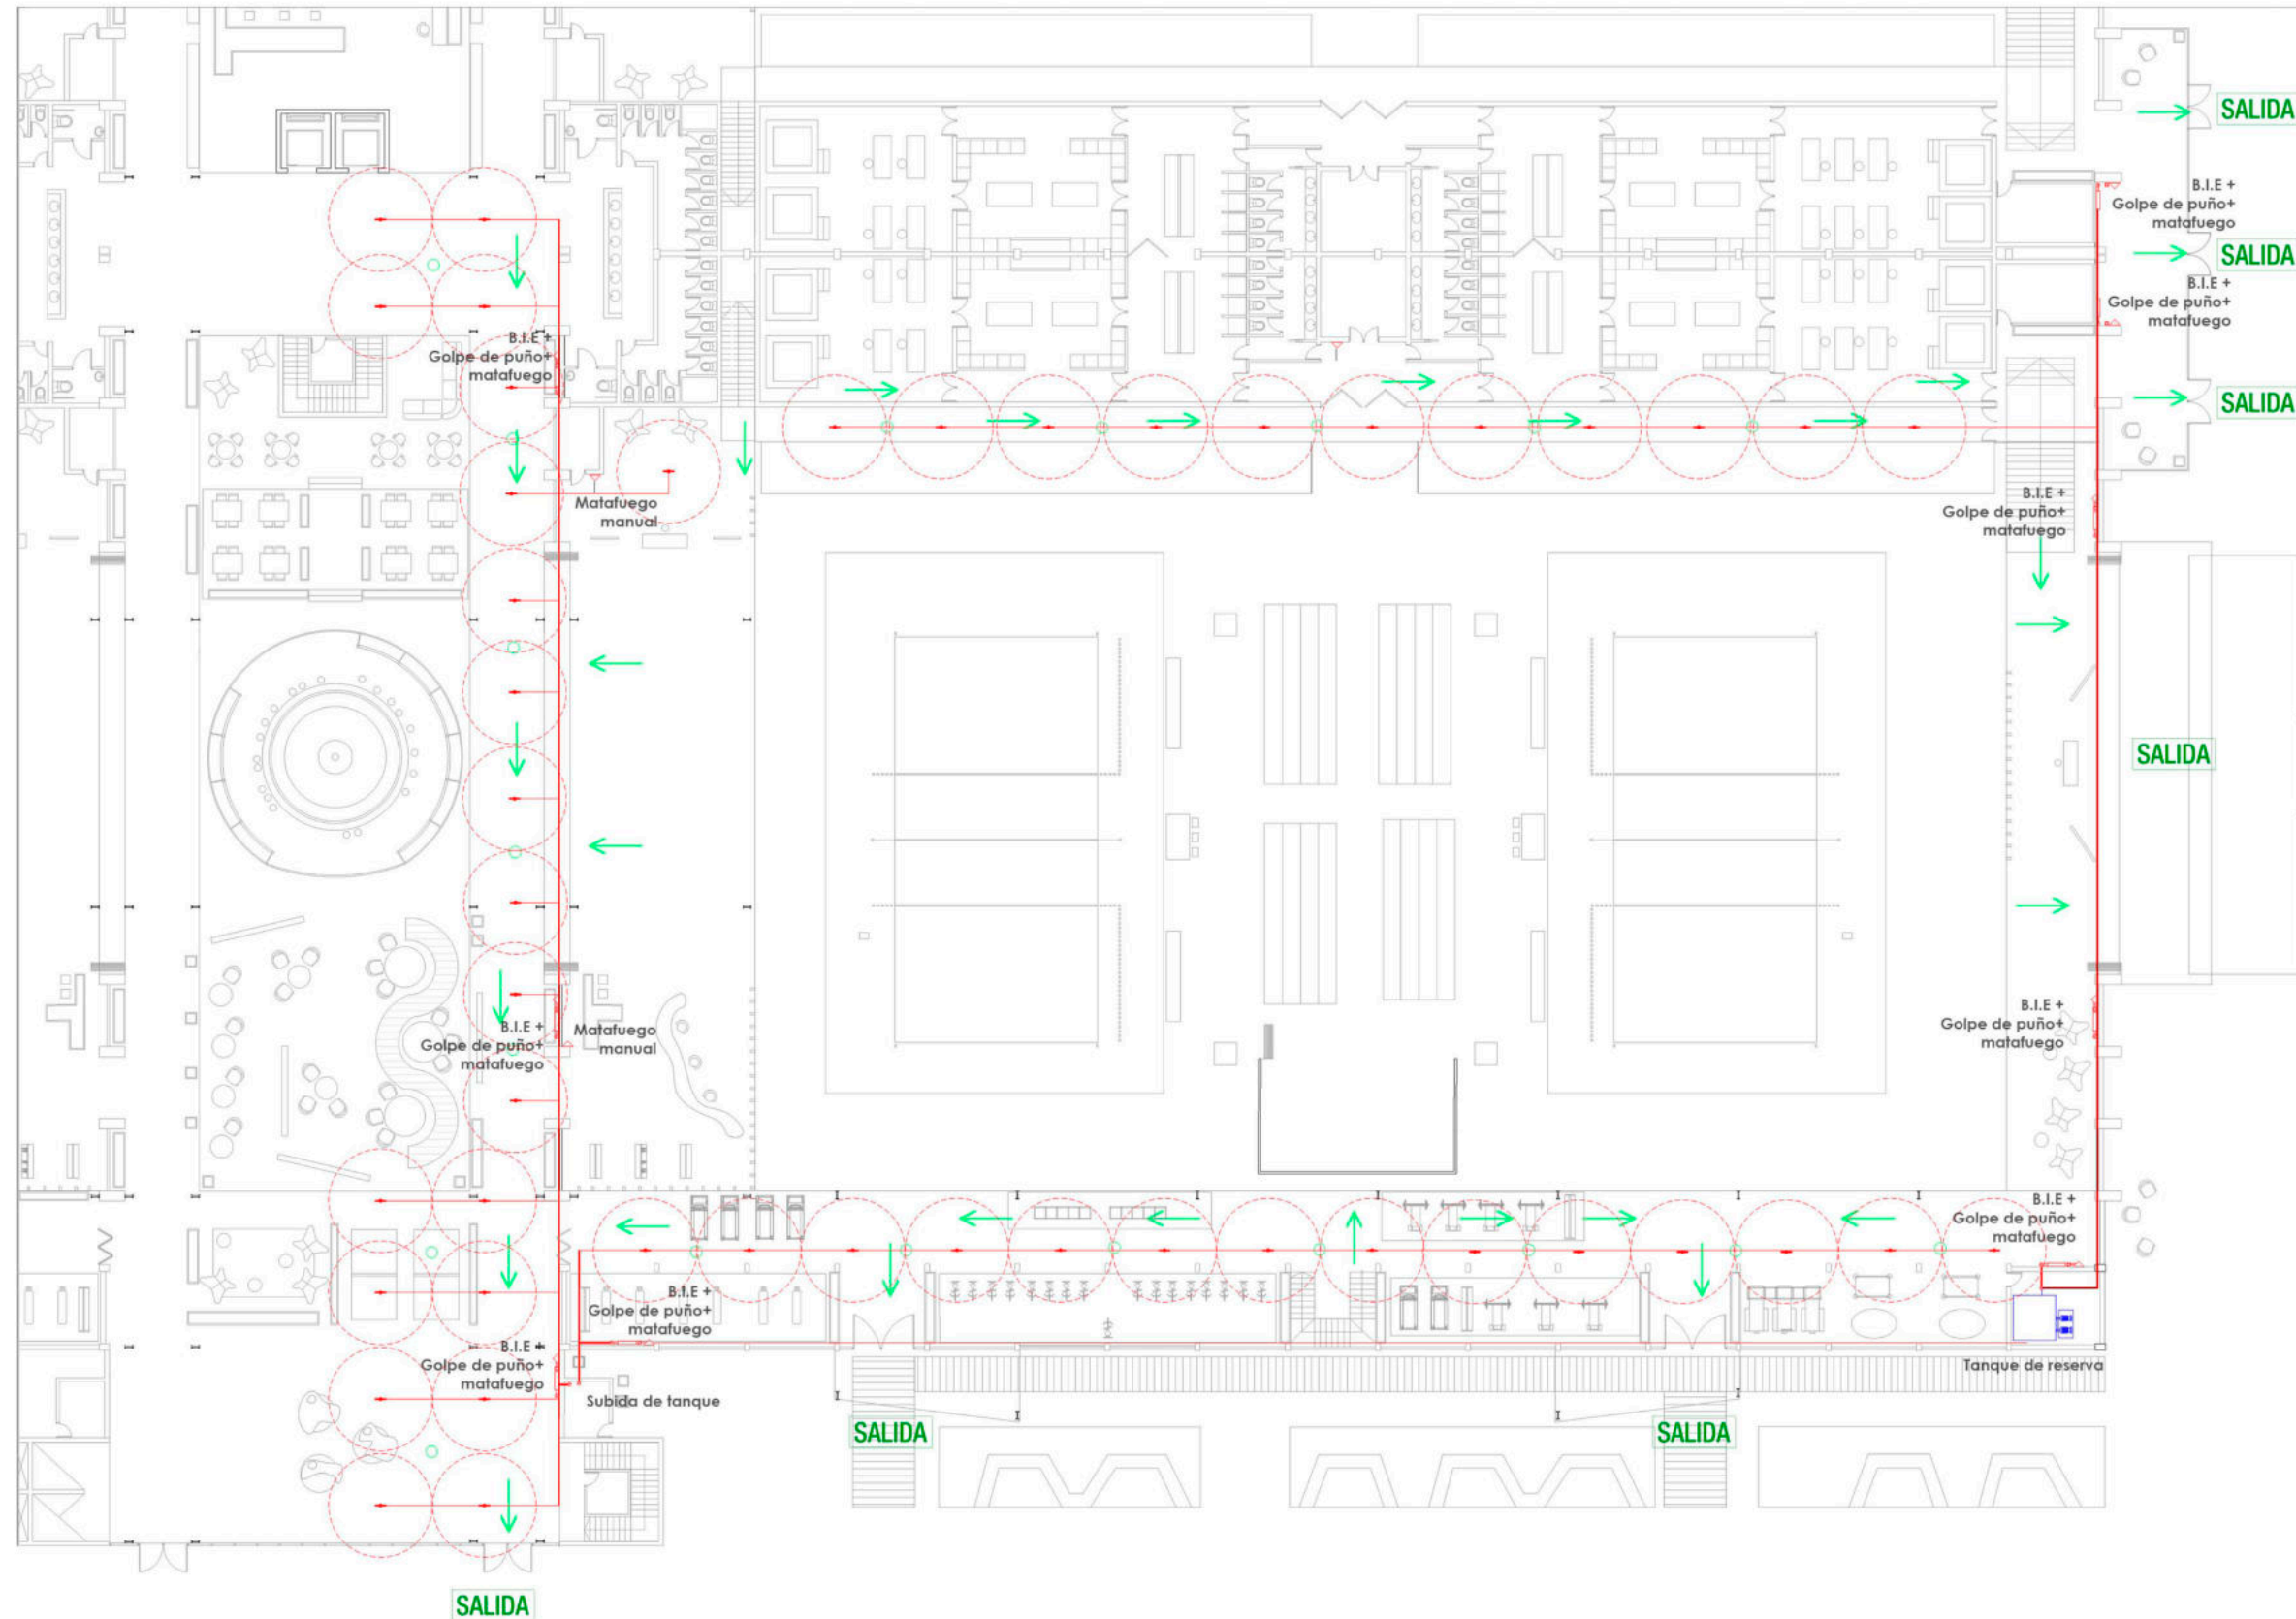 SALIDA
B.I.E +
Golpe de puño+
matafuego
SALIDA
B.I.E +
Golpe de puño+
matafuego
B.I.E +
Golpe de puño+
matafuego
SALIDA
Matafuego
manual
B.I.E +
Golpe de puño+
matafuego
SALIDA
B.I.E +
Golpe de puño+
matafuego
B.I.E +
Golpe de puño+
matafuego
Matafuego
manual
B.I.E +
Golpe de puño+
matafuego
B.I.E +
Golpe de puño+
matafuego
B.I.E +
Golpe de puño+
matafuego
Tanque de reserva
Subida de tanque
SALIDA
SALIDA
SALIDA